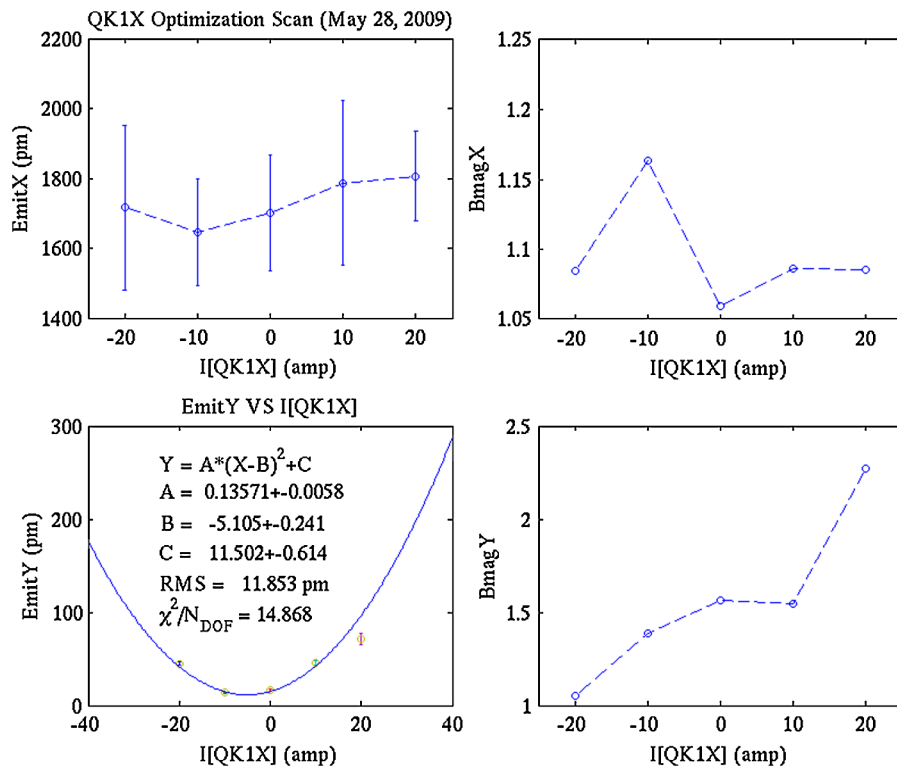 QK1X Optimization Scan (May 28, 2009)
2200
2000
1800
1600
1400
EmitX (pm)
-20 -10 0 10 20
I[QK1X] (amp)
1.25
1.2
1.15
1.1
1.05
BmagX
-20 -10 0 10 20
I[QK1X] (amp)
EmitY VS I[QK1X]
300
200
100
0
EmitY (pm)
Y = A*(X-B)²+C
A = 0.13571+-0.0058
B = -5.105+-0.241
C = 11.502+-0.614
RMS = 11.853 pm
χ²/N_DOF = 14.868
-40 -20 0 20 40
I[QK1X] (amp)
2.5
2
1.5
1
BmagY
-20 -10 0 10 20
I[QK1X] (amp)